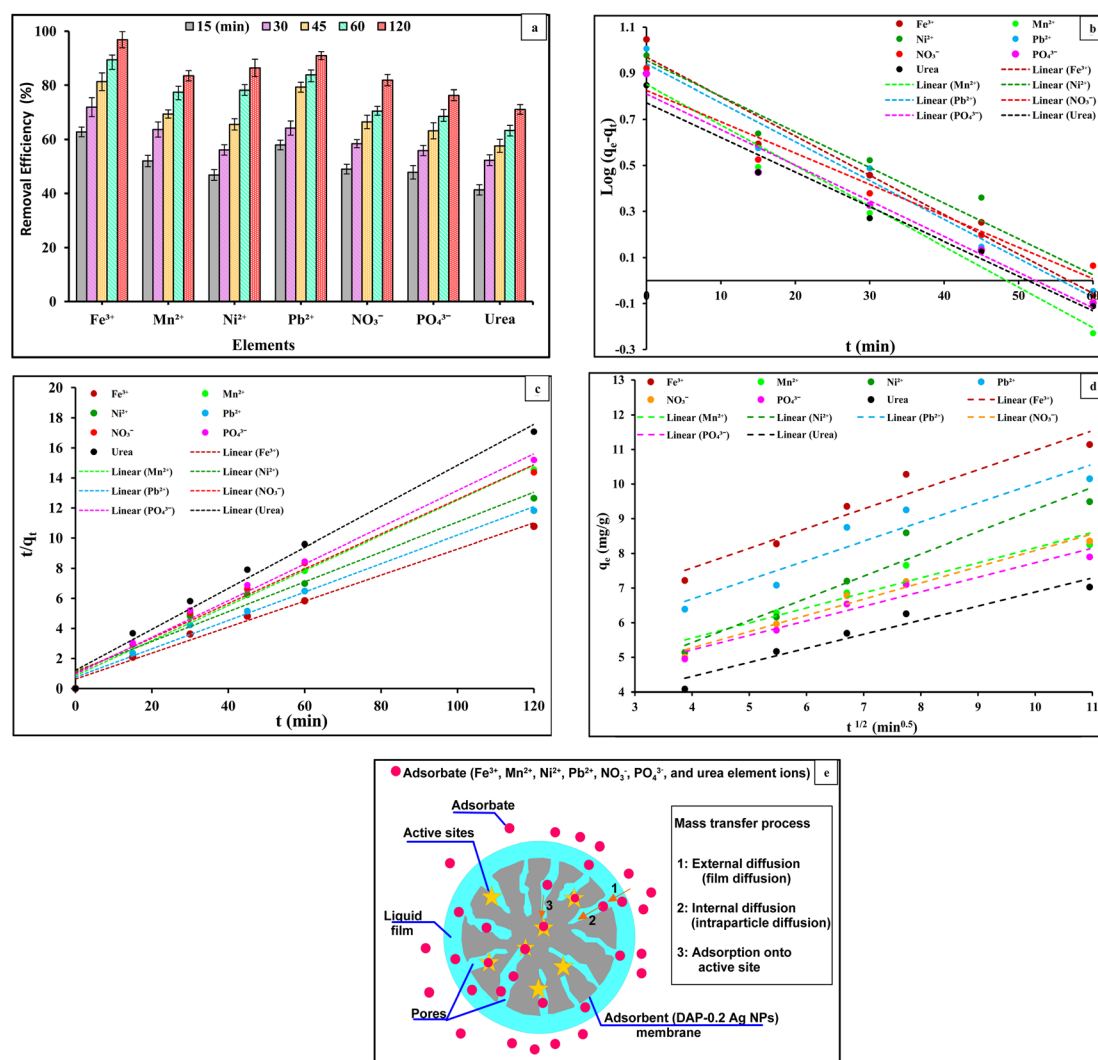 15 (min) 30 45 60 120
a
100
80
60
40
20
0
Removal Efficiency (%)
Fe³⁺ Mn²⁺ Ni²⁺ Pb²⁺ NO₃⁻ PO₄³⁻ Urea
Elements
b
Fe³⁺ Mn²⁺
Ni²⁺ Pb²⁺
NO₃⁻ PO₄³⁻
Urea Linear (Fe³⁺)
Linear (Mn²⁺) Linear (Ni²⁺)
Linear (Pb²⁺) Linear (NO₃⁻)
Linear (PO₄³⁻) Linear (Urea)
1.1
0.9
0.7
0.5
0.3
0.1
-0.1
-0.3
Log (qₑ-qₜ)
0 20 40 60
t (min)
c
Fe³⁺ Mn²⁺
Ni²⁺ Pb²⁺
NO₃⁻ PO₄³⁻
Urea Linear (Fe³⁺)
Linear (Mn²⁺) Linear (Ni²⁺)
Linear (Pb²⁺) Linear (NO₃⁻)
Linear (PO₄³⁻) Linear (Urea)
20
18
16
14
12
10
8
6
4
2
0
t/qₜ
0 20 40 60 80 100 120
t (min)
d
Fe³⁺ Mn²⁺ Ni²⁺ Pb²⁺
NO₃⁻ PO₄³⁻ Urea Linear (Fe³⁺)
Linear (Mn²⁺) Linear (Ni²⁺) Linear (Pb²⁺) Linear (NO₃⁻)
Linear (PO₄³⁻) Linear (Urea)
13
12
11
10
9
8
7
6
5
4
qₑ (mg/g)
3 4 5 6 7 8 9 10 11
t ¹/² (min⁰·⁵)
Adsorbate (Fe³⁺, Mn²⁺, Ni²⁺, Pb²⁺, NO₃⁻, PO₄³⁻, and urea element ions)
e
Adsorbate
Active sites
Liquid
film
Pores
1
2
3
Adsorbent (DAP-0.2 Ag NPs)
membrane
Mass transfer process
1: External diffusion
(film diffusion)
2: Internal diffusion
(intraparticle diffusion)
3: Adsorption onto
active site